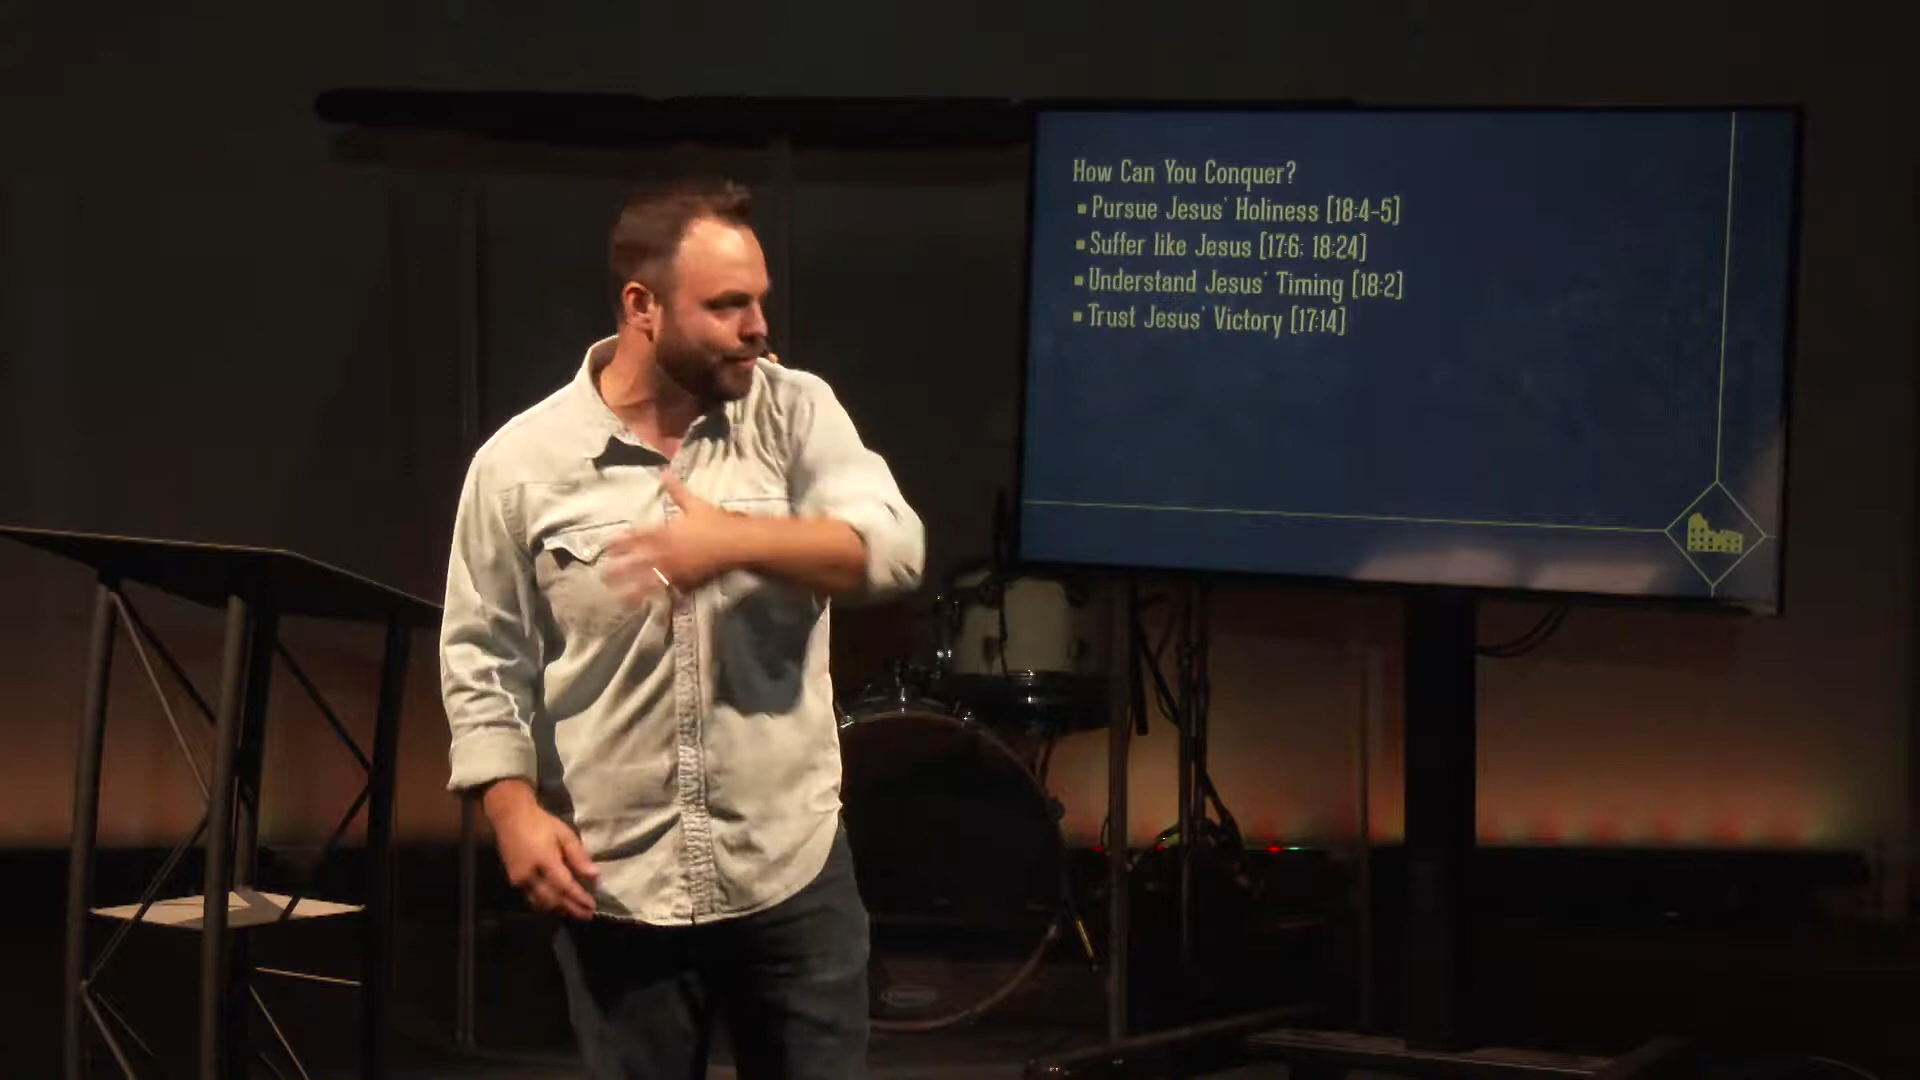 How Can You Conquer?
▪ Pursue Jesus' Holiness [18:4-5]
▪ Suffer like Jesus [17:6; 18:24]
▪ Understand Jesus' Timing [18:2]
▪ Trust Jesus' Victory [17:14]